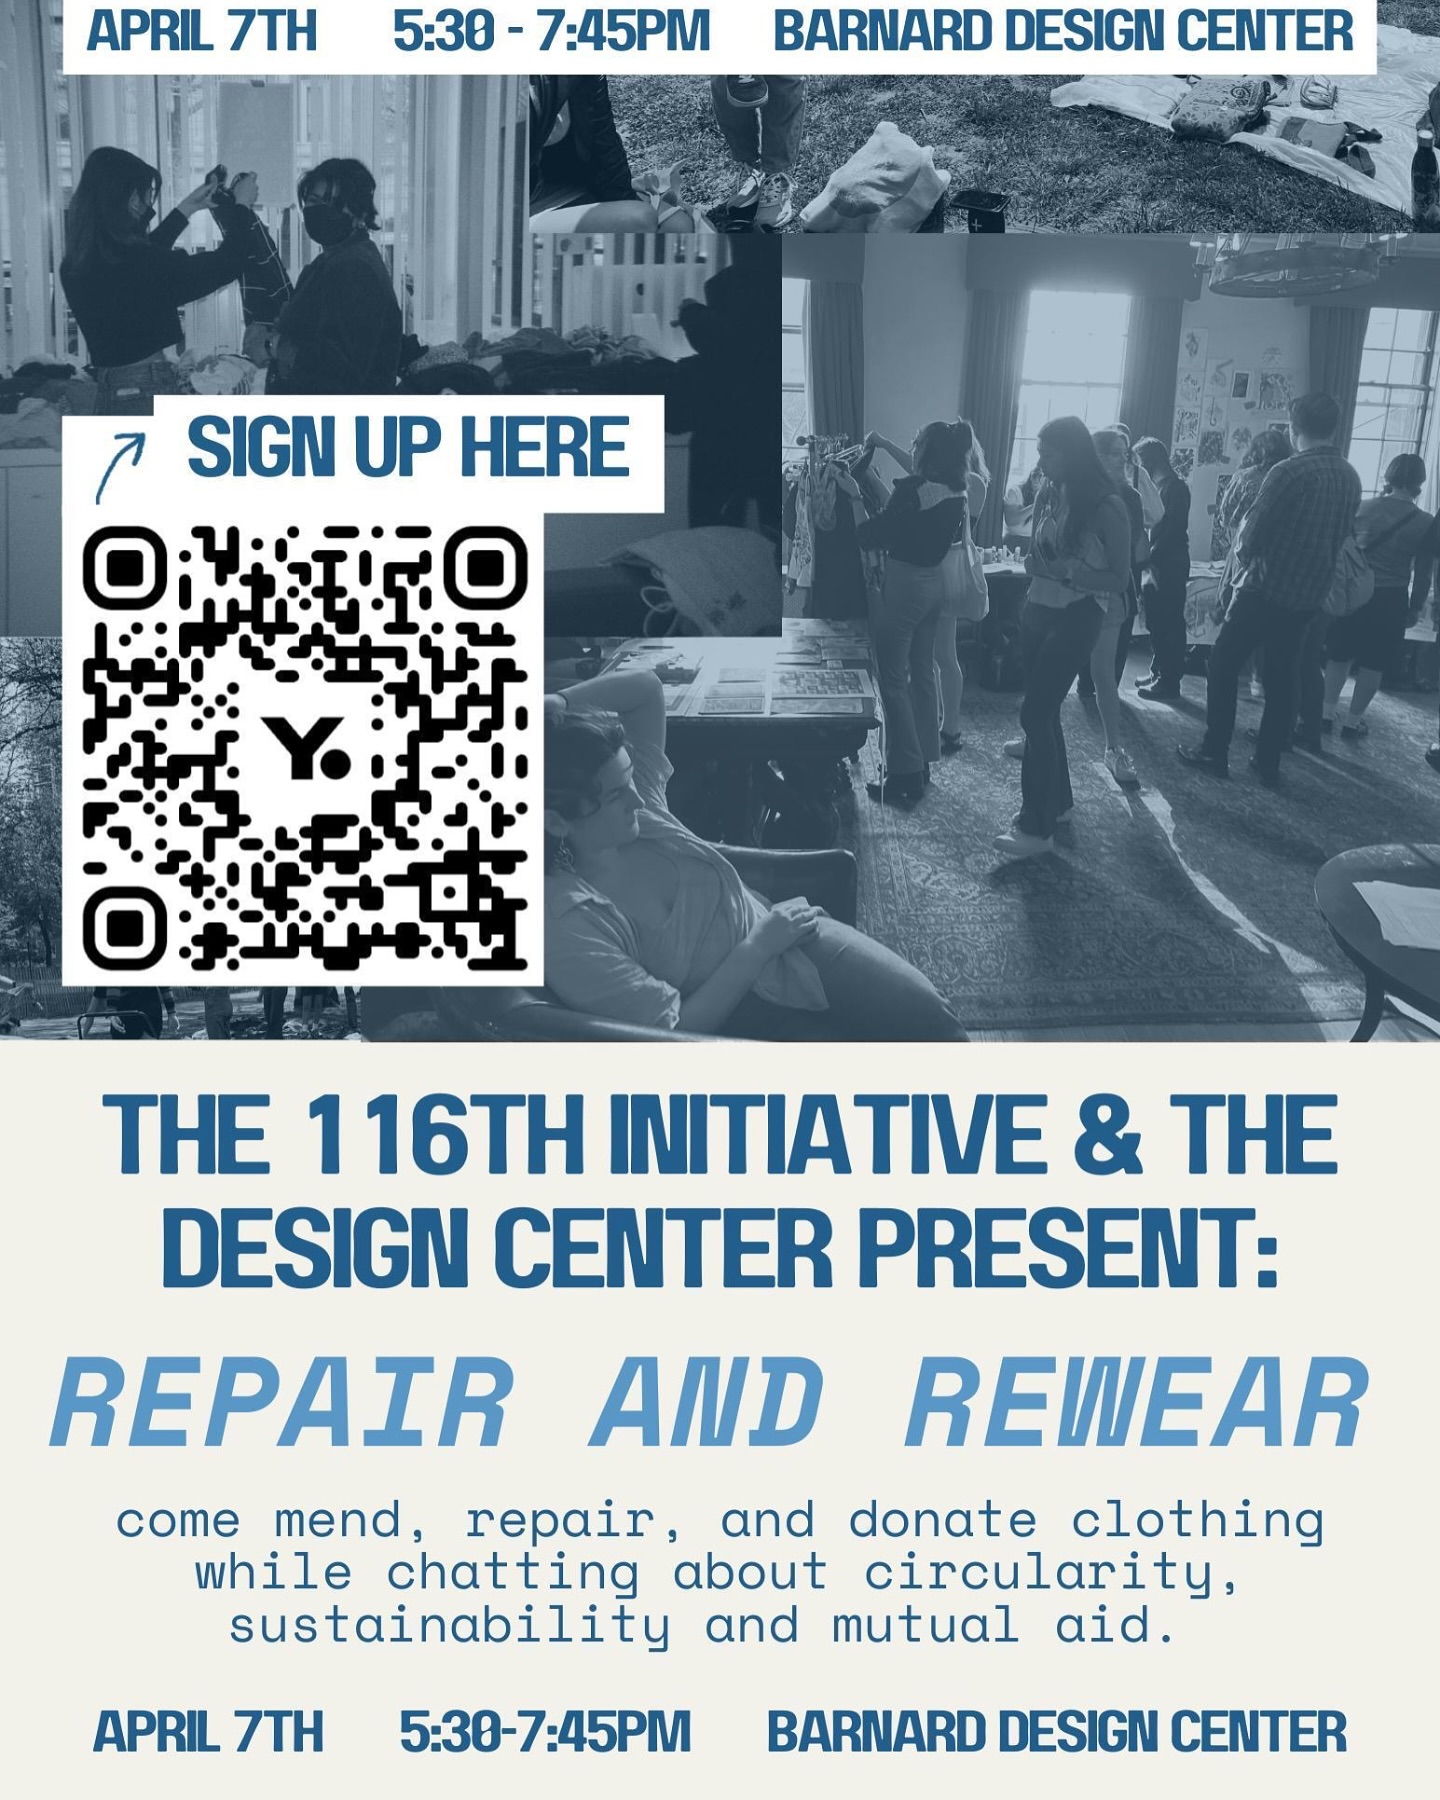 APRIL 7TH 5:30 - 7:45PM BARNARD DESIGN CENTER
SIGN UP HERE
Y.
THE 116TH INITIATIVE & THE
DESIGN CENTER PRESENT:
REPAIR AND REWEAR
come mend, repair, and donate clothing
while chatting about circularity,
sustainability and mutual aid.
APRIL 7TH 5:30-7:45PM BARNARD DESIGN CENTER